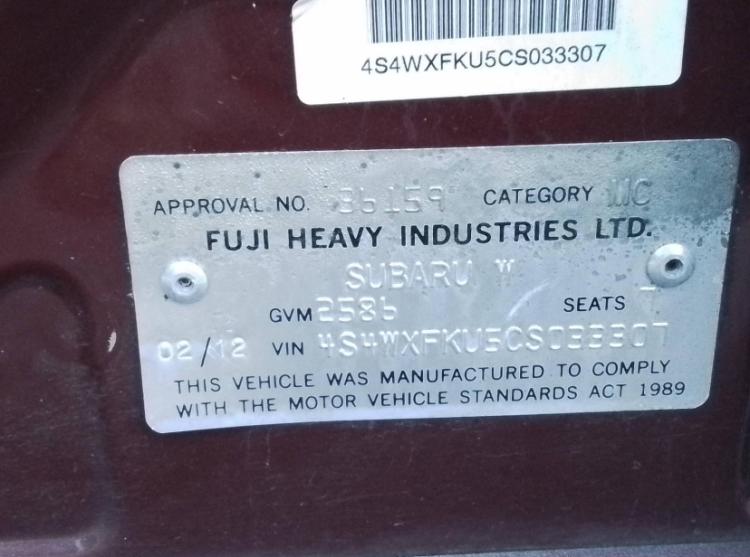 4S4WXFKU5CS033307
APPROVAL NO. 36159 CATEGORY MC
FUJI HEAVY INDUSTRIES LTD.
SUBARU W
GVM 2586 SEATS 7
02/12 VIN 4S4WXFKU5CS033307
THIS VEHICLE WAS MANUFACTURED TO COMPLY
WITH THE MOTOR VEHICLE STANDARDS ACT 1989